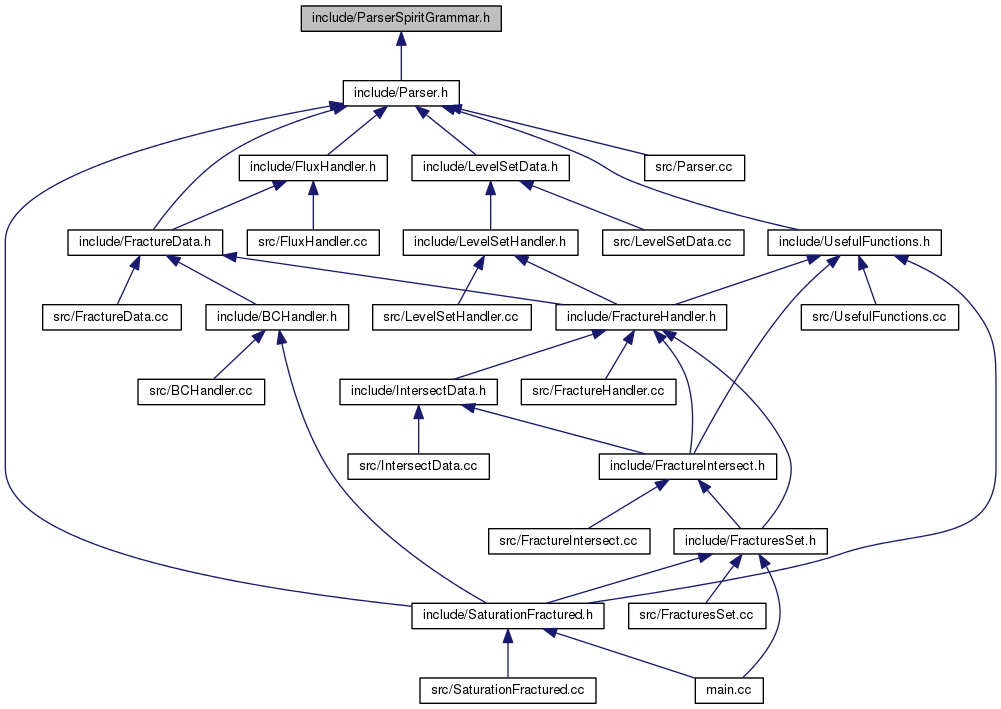 include/ParserSpiritGrammar.h
include/Parser.h
include/FluxHandler.h
include/LevelSetData.h
src/Parser.cc
include/FractureData.h
src/FluxHandler.cc
include/LevelSetHandler.h
src/LevelSetData.cc
include/UsefulFunctions.h
src/FractureData.cc
include/BCHandler.h
src/LevelSetHandler.cc
include/FractureHandler.h
src/UsefulFunctions.cc
src/BCHandler.cc
include/IntersectData.h
src/FractureHandler.cc
src/IntersectData.cc
include/FractureIntersect.h
src/FractureIntersect.cc
include/FracturesSet.h
include/SaturationFractured.h
src/FracturesSet.cc
src/SaturationFractured.cc
main.cc